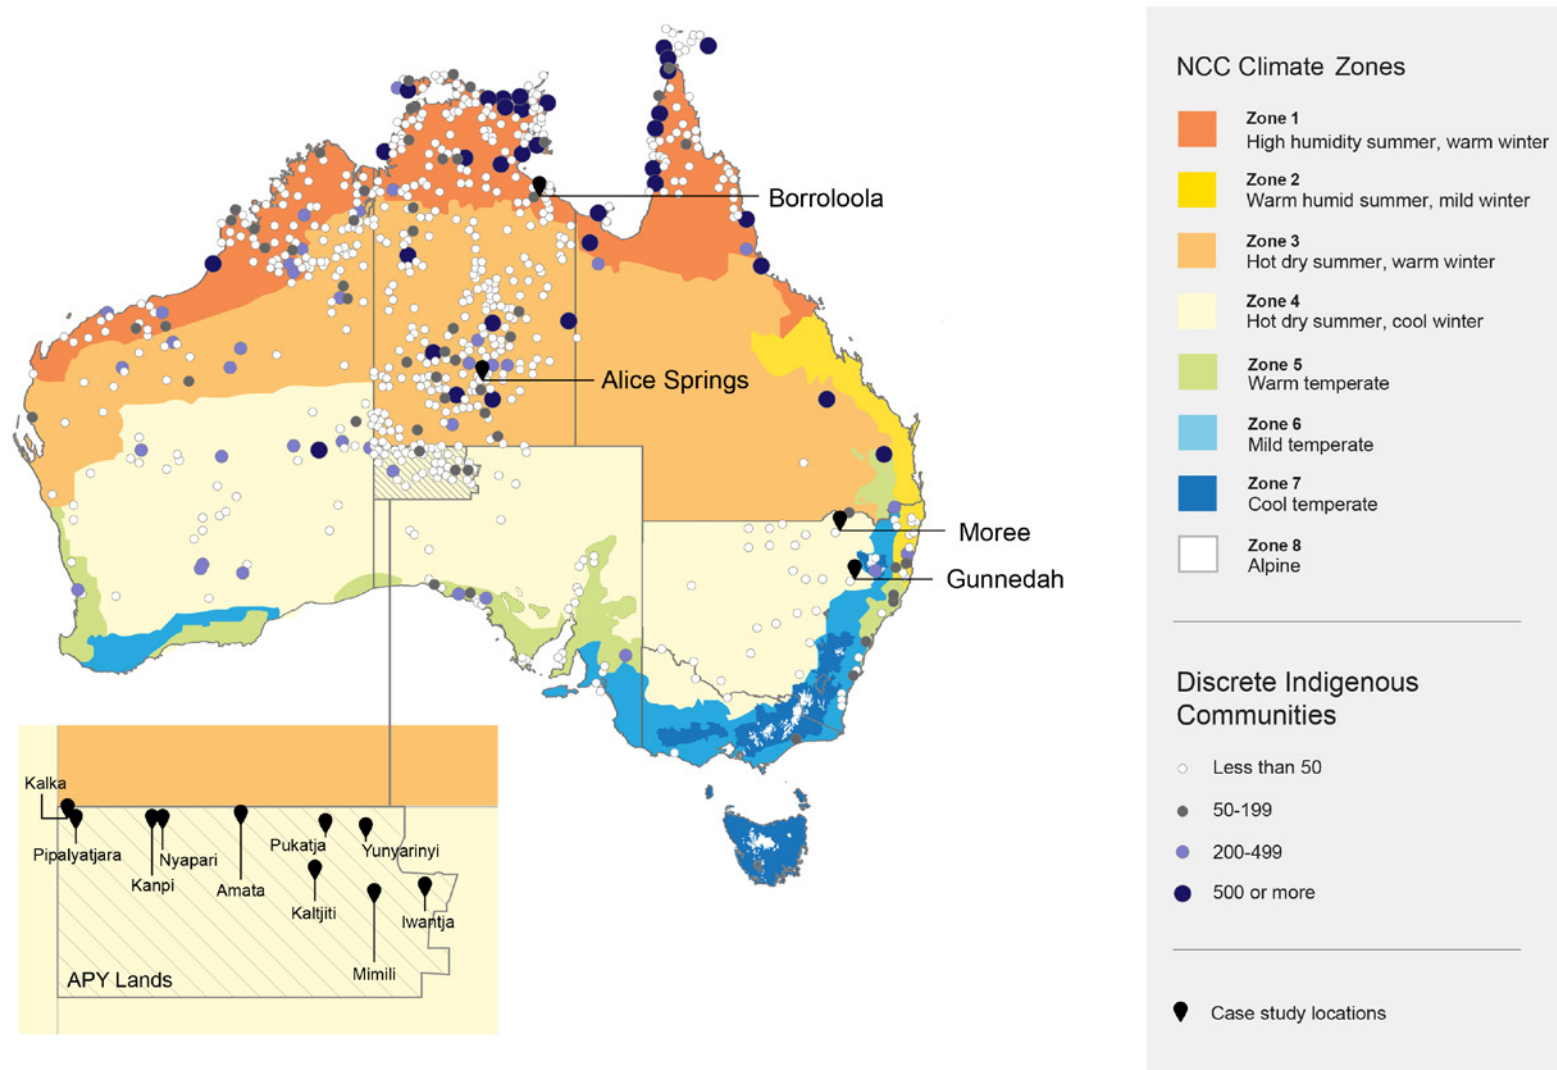 Borroloola
Alice Springs
Moree
Gunnedah
Kalka
Pipalyatjara
Kanpi
Nyapari
Amata
Pukatja
Yunyarinyi
Kaltjiti
Iwantja
Mimili
APY Lands
NCC Climate Zones
Zone 1
High humidity summer, warm winter
Zone 2
Warm humid summer, mild winter
Zone 3
Hot dry summer, warm winter
Zone 4
Hot dry summer, cool winter
Zone 5
Warm temperate
Zone 6
Mild temperate
Zone 7
Cool temperate
Zone 8
Alpine
Discrete Indigenous
Communities
Less than 50
50-199
200-499
500 or more
Case study locations